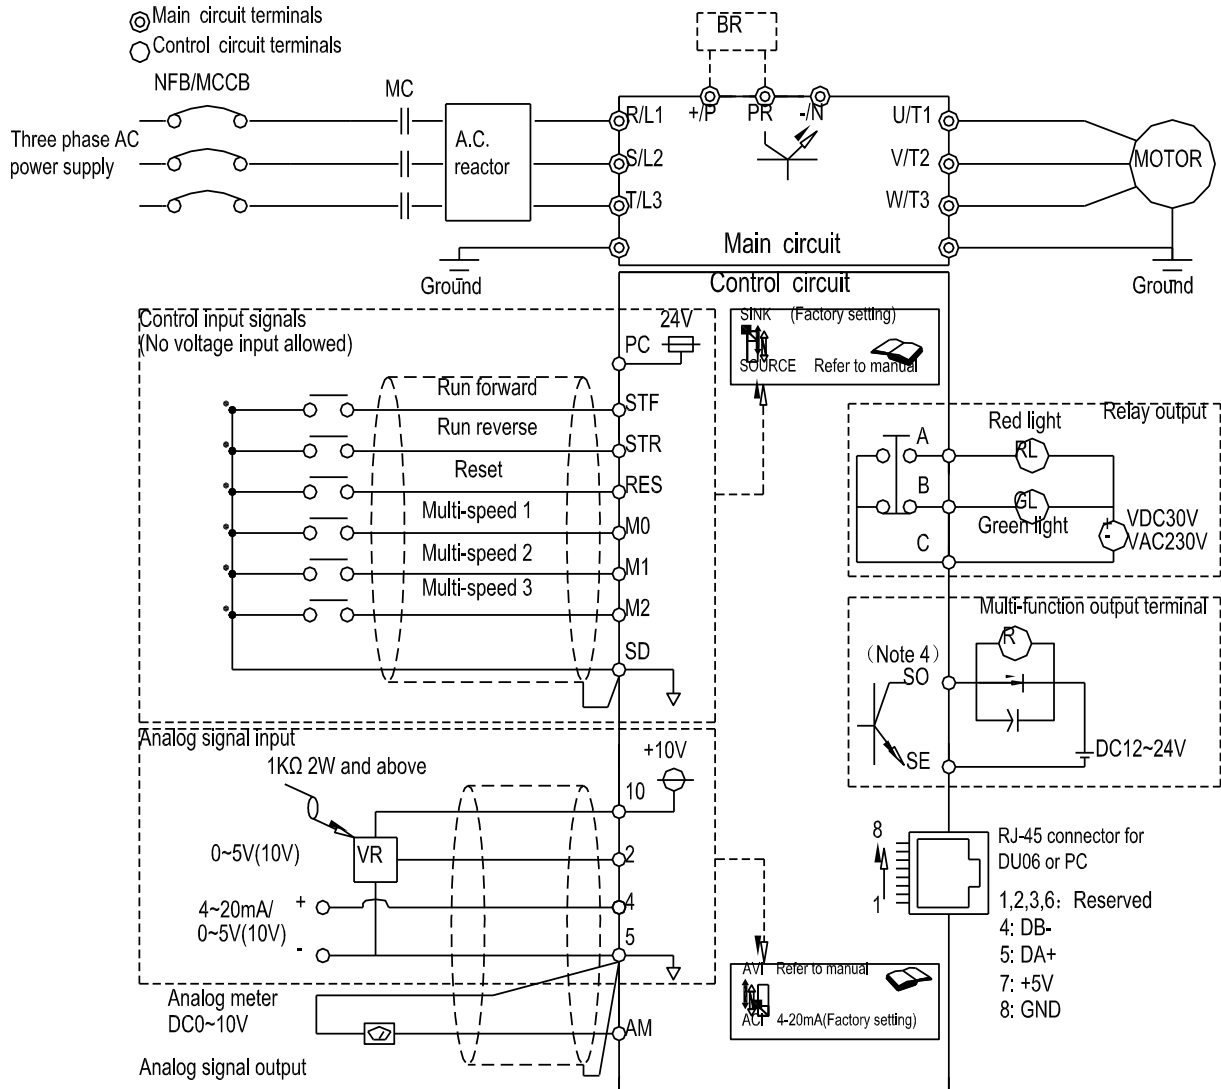 Main circuit terminals
Control circuit terminals
BR
NFB/MCCB
MC
Three phase AC
power supply
A.C.
reactor
R/L1
S/L2
T/L3
+/P
PR
-/N
U/T1
V/T2
W/T3
MOTOR
Main circuit
Ground
Ground
Control circuit
Control input signals
(No voltage input allowed)
24V
PC
SINK (Factory setting)
SOURCE Refer to manual
Run forward
STF
Run reverse
STR
Reset
RES
Multi-speed 1
M0
Multi-speed 2
M1
Multi-speed 3
M2
SD
Relay output
Red light
A
RL
B
GL
Green light
C
+
-
VDC30V
VAC230V
Multi-function output terminal
R
(Note 4)
SO
SE
DC12~24V
Analog signal input
1KΩ 2W and above
+10V
10
0~5V(10V)
VR
2
4~20mA/
0~5V(10V)
+
-
4
5
8
1
RJ-45 connector for
DU06 or PC
1,2,3,6: Reserved
4: DB-
5: DA+
7: +5V
8: GND
AVI Refer to manual
ACI 4-20mA(Factory setting)
Analog meter
DC0~10V
AM
Analog signal output